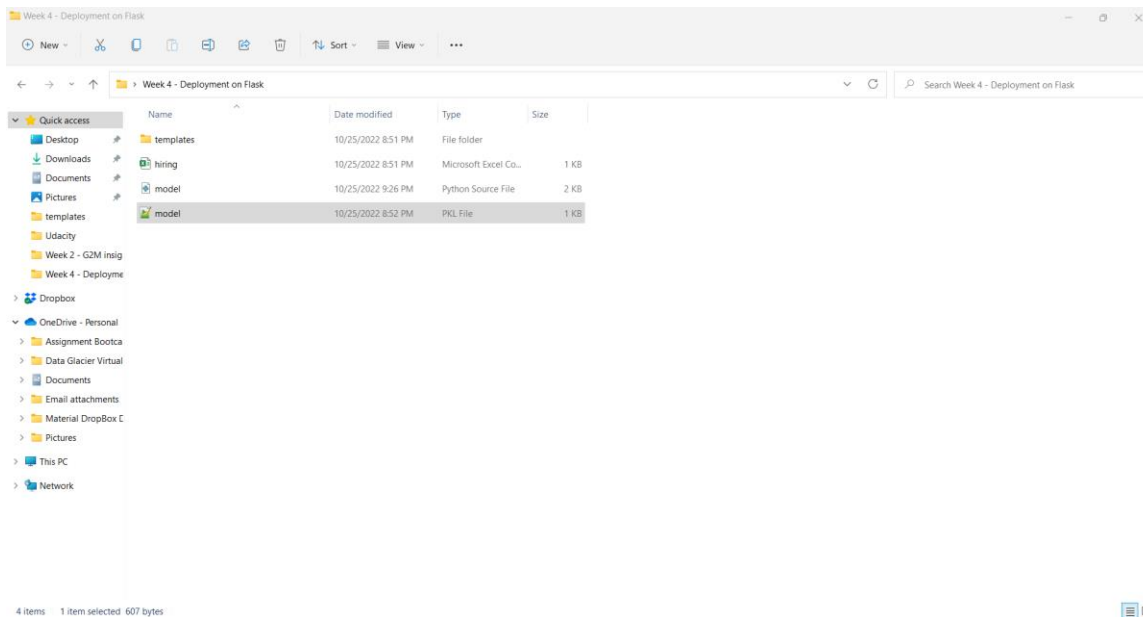 Week 4 - Deployment on Flask
New Sort View
Week 4 - Deployment on Flask Search Week 4 - Deployment on Flask
Name Date modified Type Size
Quick access
Desktop
Downloads
Documents
Pictures
templates
Udacity
Week 2 - G2M insig
Week 4 - Deployme
Dropbox
OneDrive - Personal
Assignment Bootca
Data Glacier Virtual
Documents
Email attachments
Material DropBox D
Pictures
This PC
Network
templates 10/25/2022 8:51 PM File folder
hiring 10/25/2022 8:51 PM Microsoft Excel Co... 1 KB
model 10/25/2022 9:26 PM Python Source File 2 KB
model 10/25/2022 8:52 PM PKL File 1 KB
4 items 1 item selected 607 bytes